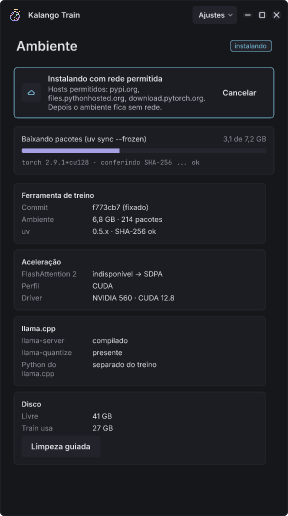 Kalango Train
Ajustes
Ambiente
instalando
Instalando com rede permitida
Hosts permitidos: pypi.org,
files.pythonhosted.org, download.pytorch.org.
Depois o ambiente fica sem rede.
Cancelar
Baixando pacotes (uv sync --frozen)
3,1 de 7,2 GB
torch 2.9.1+cu128 · conferindo SHA-256 ... ok
Ferramenta de treino
Commit f773cb7 (fixado)
Ambiente 6,8 GB · 214 pacotes
uv 0.5.x · SHA-256 ok
Aceleração
FlashAttention 2 indisponível → SDPA
Perfil CUDA
Driver NVIDIA 560 · CUDA 12.8
llama.cpp
llama-server compilado
llama-quantize presente
Python do separado do treino
llama.cpp
Disco
Livre 41 GB
Train usa 27 GB
Limpeza guiada